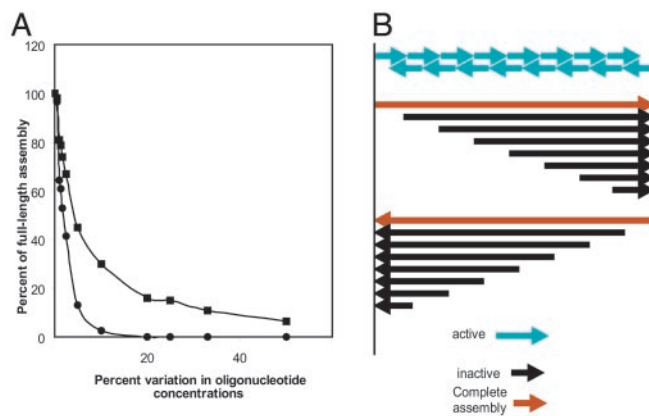 A
B
120
100
80
60
40
20
0
Percent of full-length assembly
20
40
Percent variation in oligonucleotide
concentrations
active
inactive
Complete
assembly